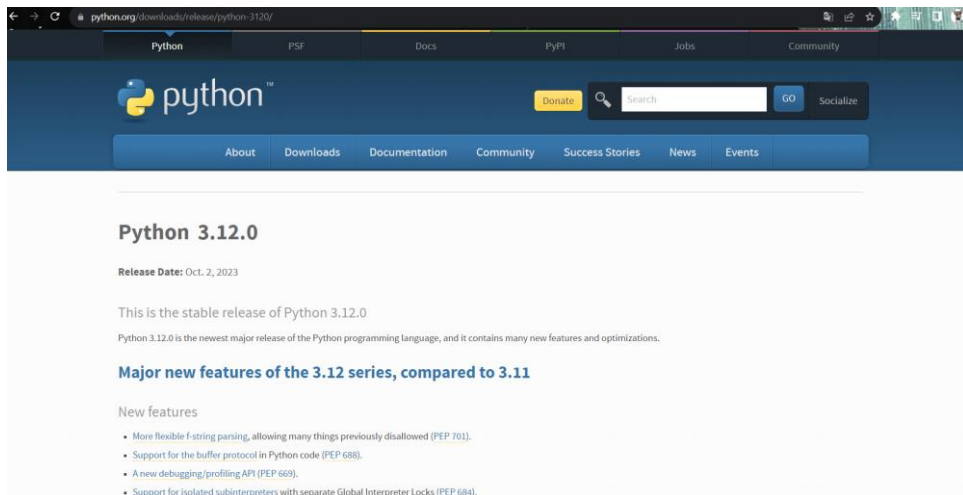 python.org/downloads/release/python-3120/
Python PSF Docs PyPI Jobs Community
python™
Donate Search GO Socialize
About Downloads Documentation Community Success Stories News Events
Python 3.12.0
Release Date: Oct. 2, 2023
This is the stable release of Python 3.12.0
Python 3.12.0 is the newest major release of the Python programming language, and it contains many new features and optimizations.
Major new features of the 3.12 series, compared to 3.11
New features
• More flexible f-string parsing, allowing many things previously disallowed (PEP 701).
• Support for the buffer protocol in Python code (PEP 688).
• A new debugging/profiling API (PEP 669).
• Support for isolated subinterpreters with separate Global Interpreter Locks (PEP 684).